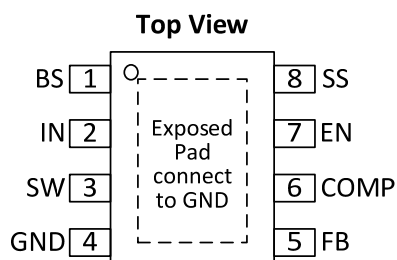 Top View
BS 1 8 SS
IN 2 Exposed 7 EN
Pad
SW 3 connect 6 COMP
to GND
GND 4 5 FB